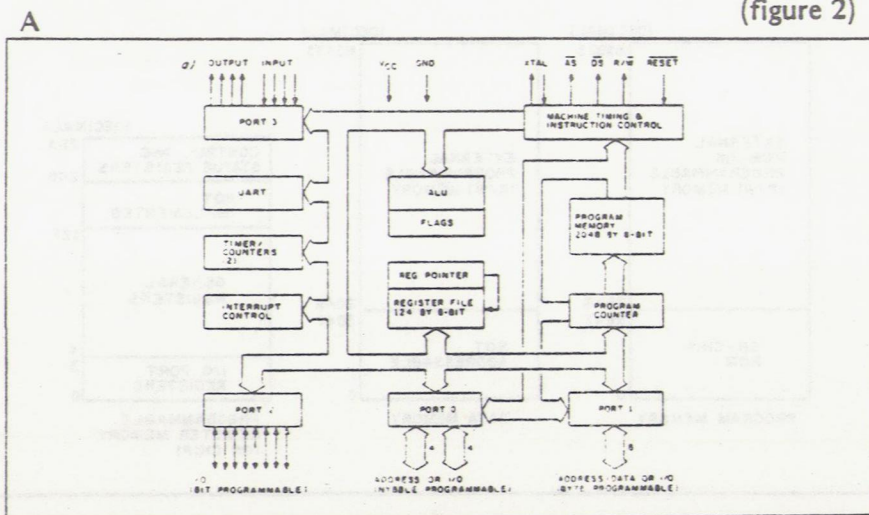 (figure 2)
A
OUTPUT INPUT
VCC GND
XTAL AS DS R/W RESET
PORT 3
MACHINE TIMING &
INSTRUCTION CONTROL
UART
ALU
FLAGS
PROGRAM
MEMORY
2048 BY 8-BIT
TIMER/
COUNTERS
(2)
REG POINTER
INTERRUPT
CONTROL
REGISTER FILE
124 BY 8-BIT
PROGRAM
COUNTER
PORT 2
PORT 0
PORT 1
4 4 8
I/O
(BIT PROGRAMMABLE)
ADDRESS OR I/O
(NYBBLE PROGRAMMABLE)
ADDRESS/DATA OR I/O
(BYTE PROGRAMMABLE)